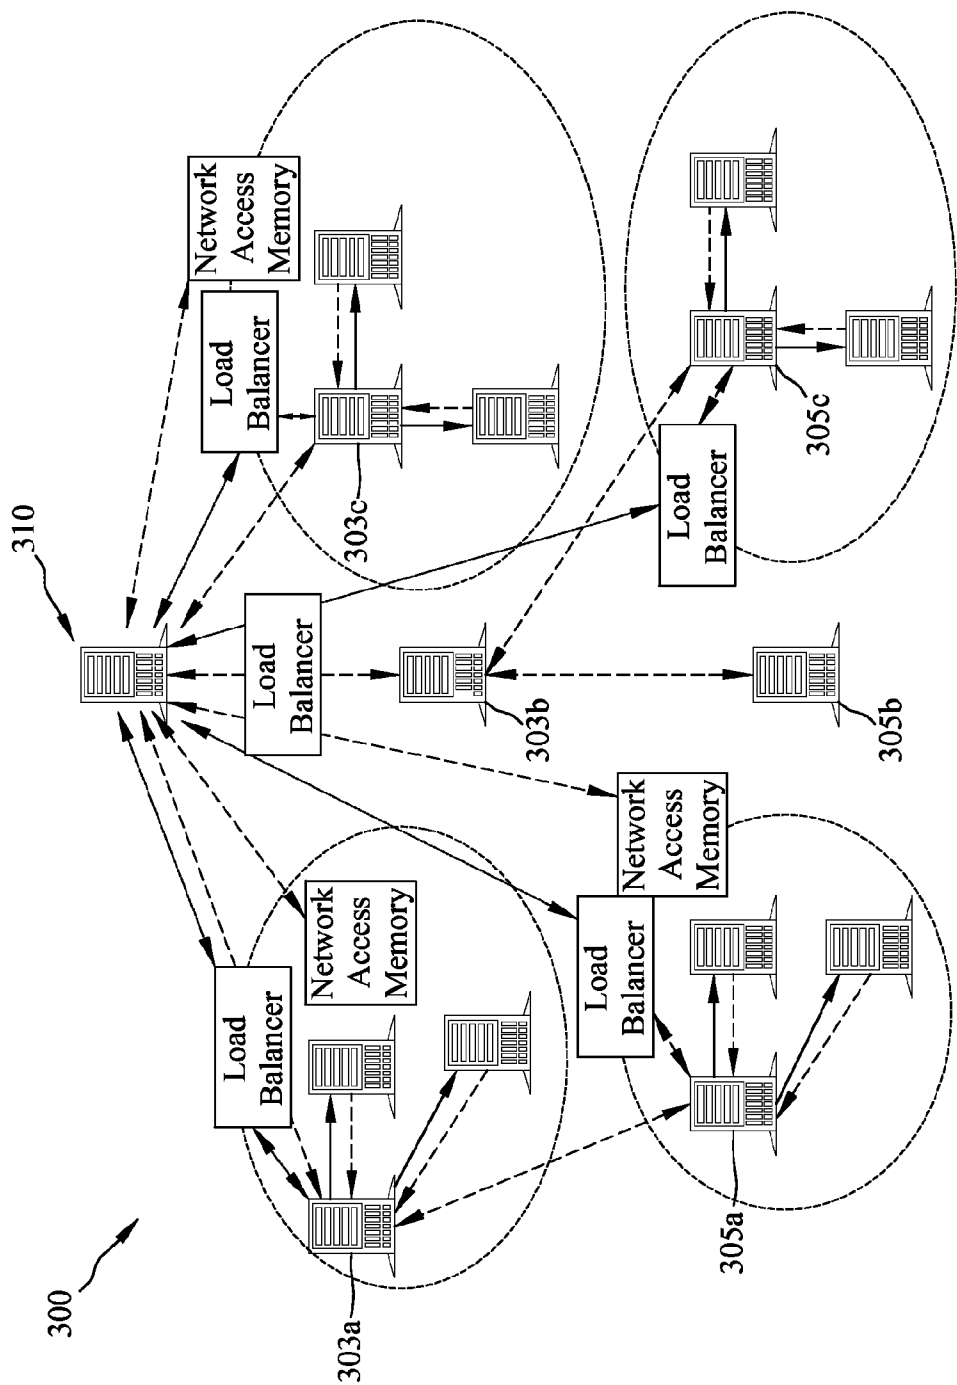 310
300
Network
Access
Memory
Load
Balancer
Load
Balancer
Load
Balancer
Network
Access
Memory
303a
303c
303b
Load
Balancer
Network
Access
Memory
Load
Balancer
305a
305c
305b